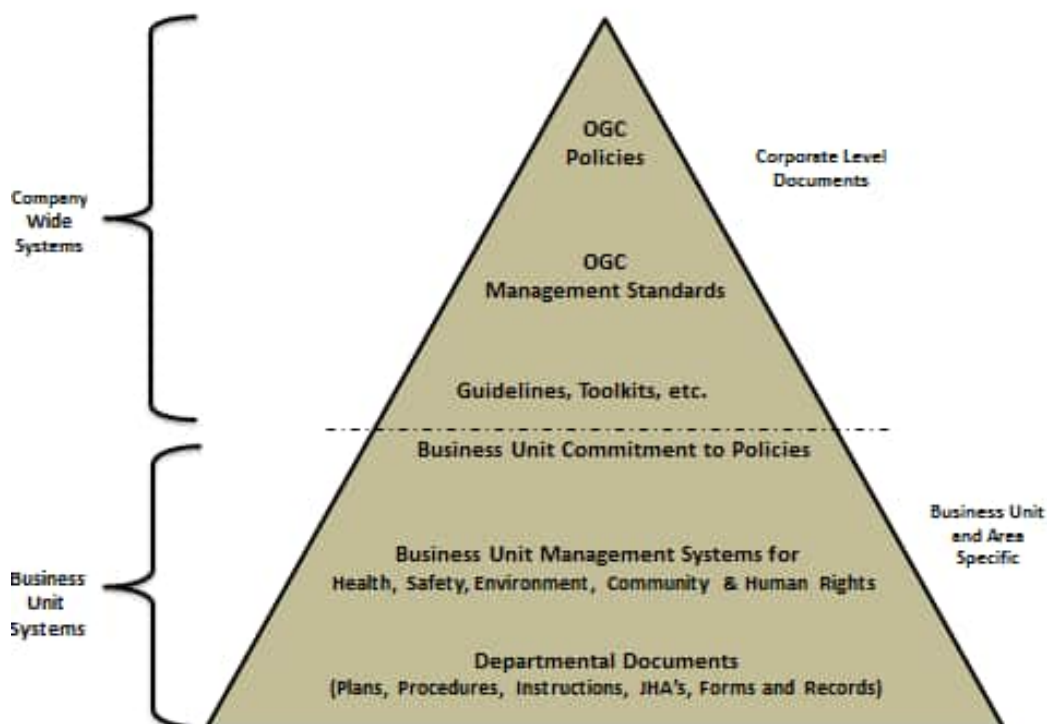 OGC
Policies
Corporate Level
Documents
Company
Wide
Systems
OGC
Management Standards
Guidelines, Toolkits, etc.
Business Unit Commitment to Policies
Business Unit
and Area
Specific
Business Unit Management Systems for
Health, Safety, Environment, Community & Human Rights
Business
Unit
Systems
Departmental Documents
(Plans, Procedures, Instructions, JHA's, Forms and Records)